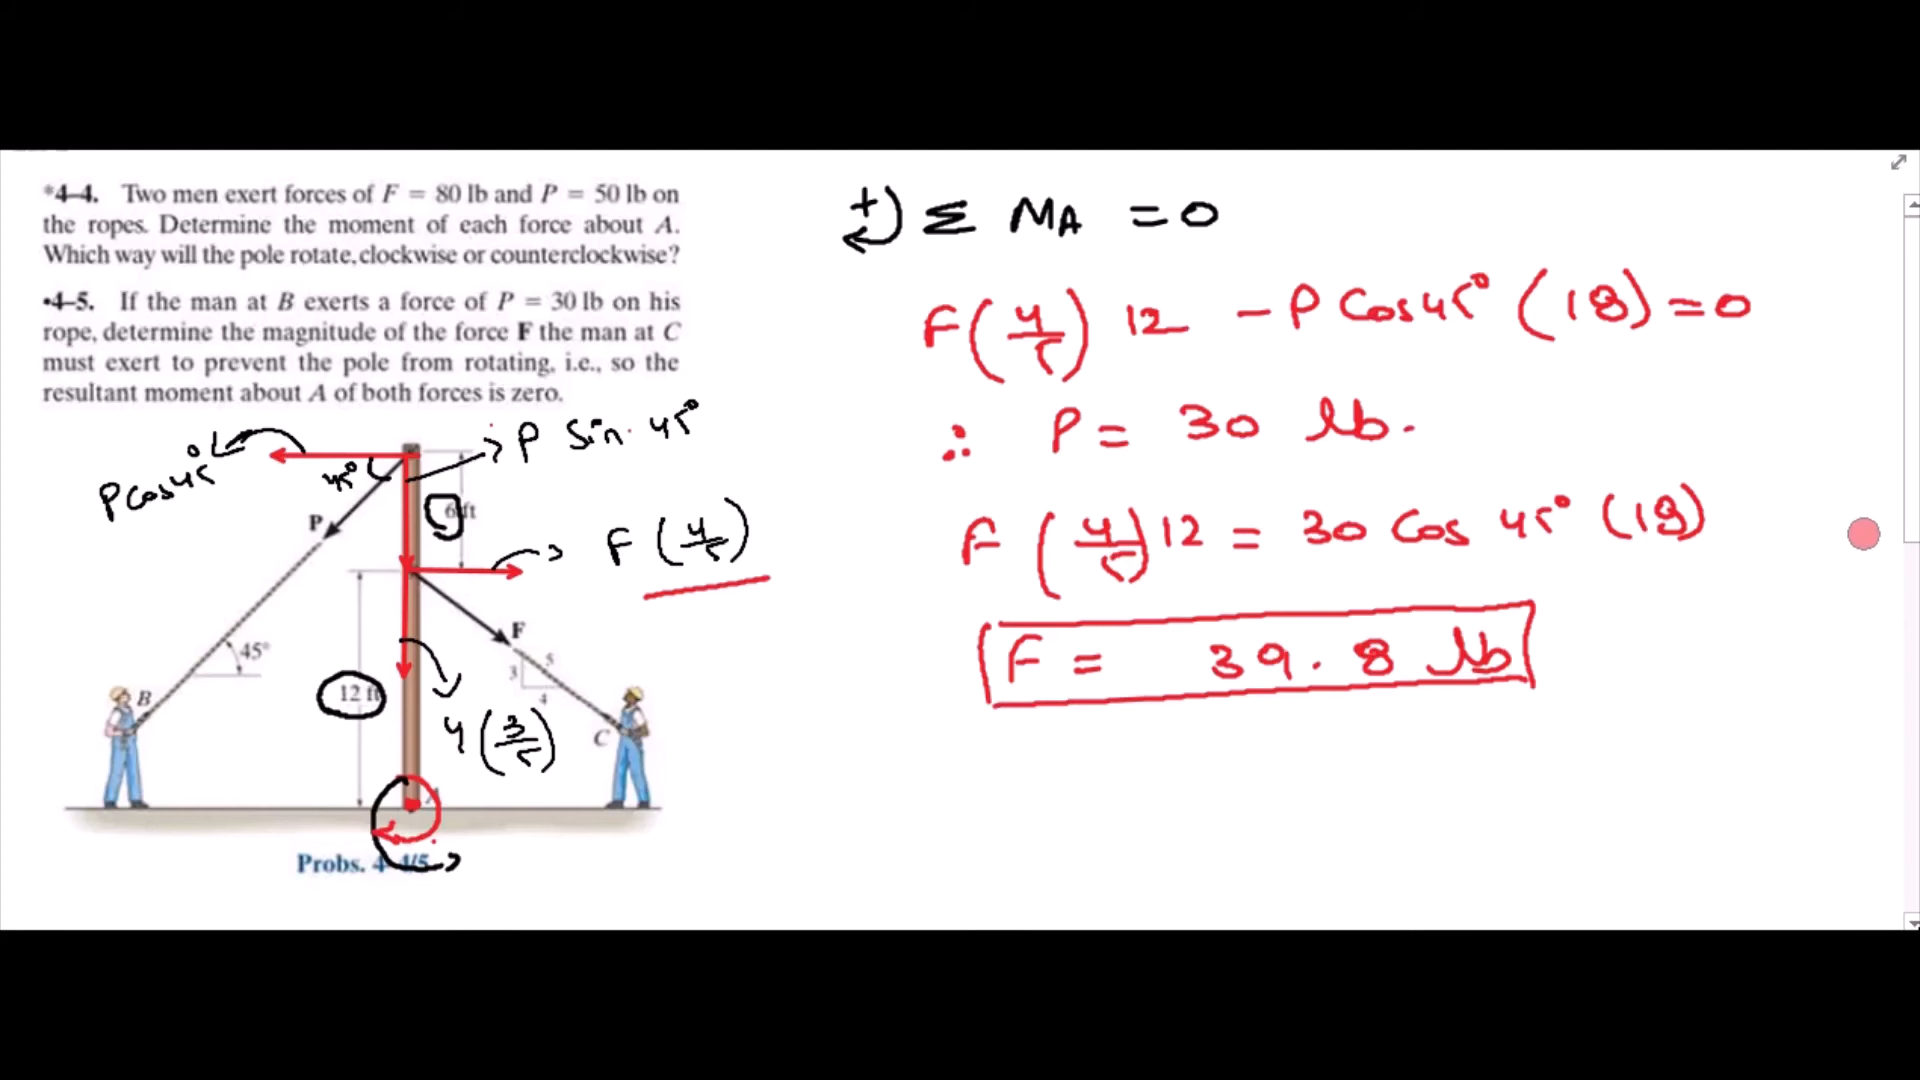 *4–4. Two men exert forces of F = 80 lb and P = 50 lb on
the ropes. Determine the moment of each force about A.
Which way will the pole rotate, clockwise or counterclockwise?
•4–5. If the man at B exerts a force of P = 30 lb on his
rope, determine the magnitude of the force F the man at C
must exert to prevent the pole from rotating, i.e., so the
resultant moment about A of both forces is zero.
P cos45°
45°
P Sin 45°
P
6 ft
F (4/5)
F
45°
5
3
4
12 ft
B
4 (3/5)
C
A
Probs. 4–4/5
+ Σ MA = 0
F (4/5) 12 - P Cos45° (18) = 0
∴ P = 30 lb.
F (4/5) 12 = 30 Cos 45° (18)
F = 39.8 lb